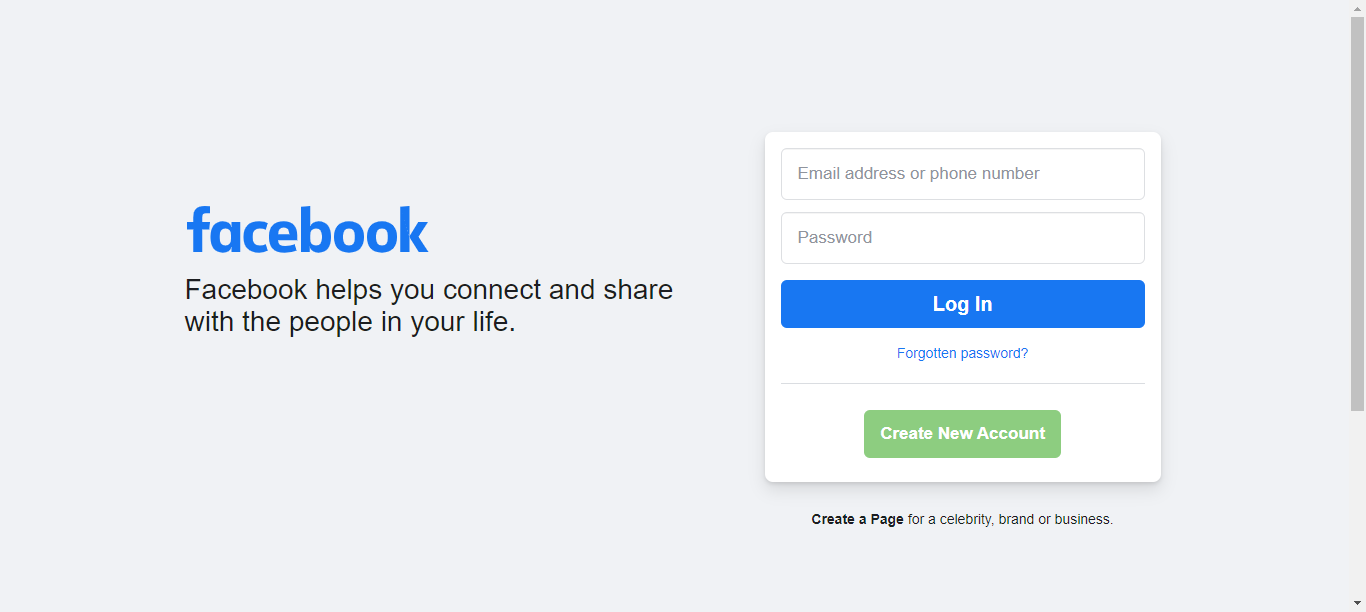 facebook
Facebook helps you connect and share
with the people in your life.
Email address or phone number
Password
Log In
Forgotten password?
Create New Account
Create a Page for a celebrity, brand or business.